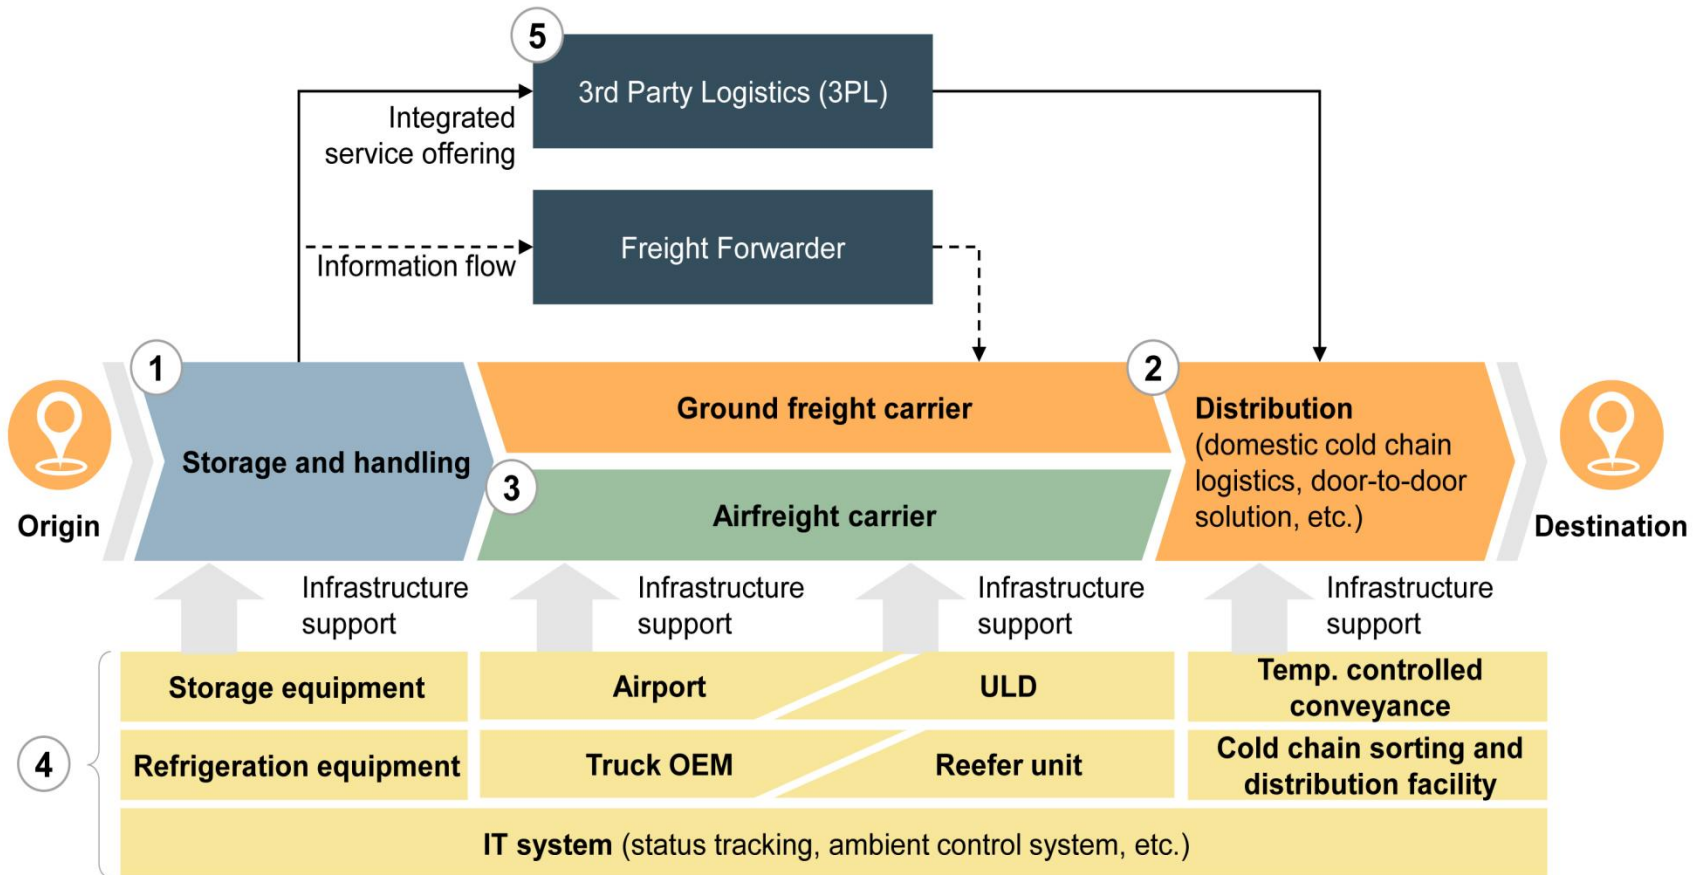 5
3rd Party Logistics (3PL)
Integrated
service offering
Freight Forwarder
Information flow
1
2
Ground freight carrier
Distribution
(domestic cold chain
logistics, door-to-door
solution, etc.)
Storage and handling
3
Airfreight carrier
Origin
Destination
Infrastructure
support
Infrastructure
support
Infrastructure
support
Infrastructure
support
4
Storage equipment
Airport
ULD
Temp. controlled
conveyance
Refrigeration equipment
Truck OEM
Reefer unit
Cold chain sorting and
distribution facility
IT system (status tracking, ambient control system, etc.)